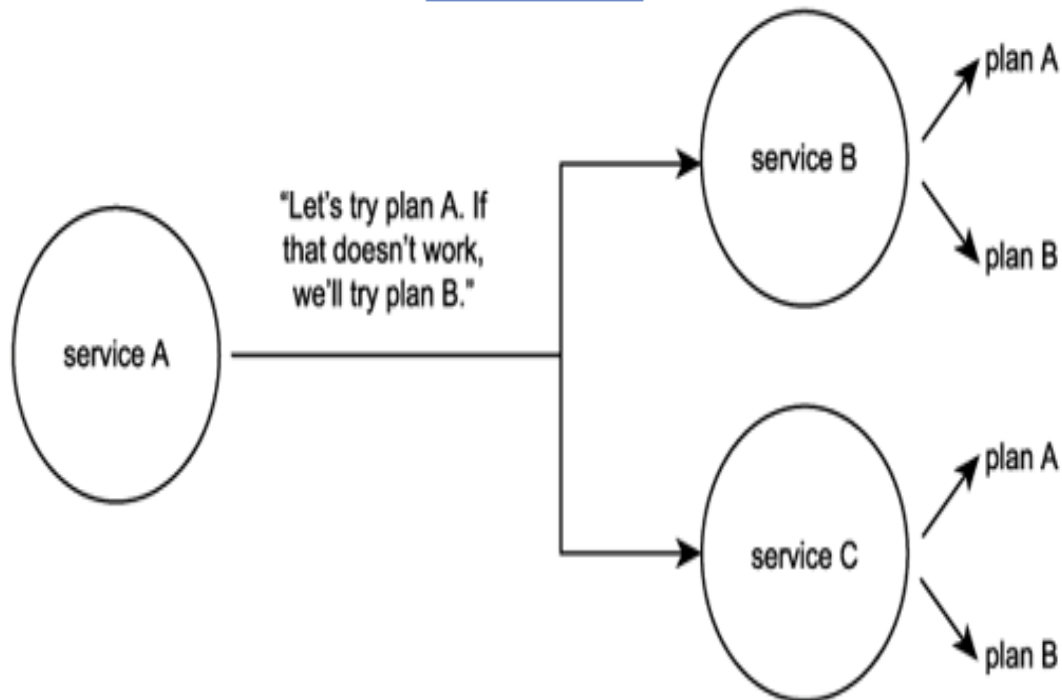 plan A
service B
"Let's try plan A. If
that doesn't work,
we'll try plan B."
plan B
service A
plan A
service C
plan B